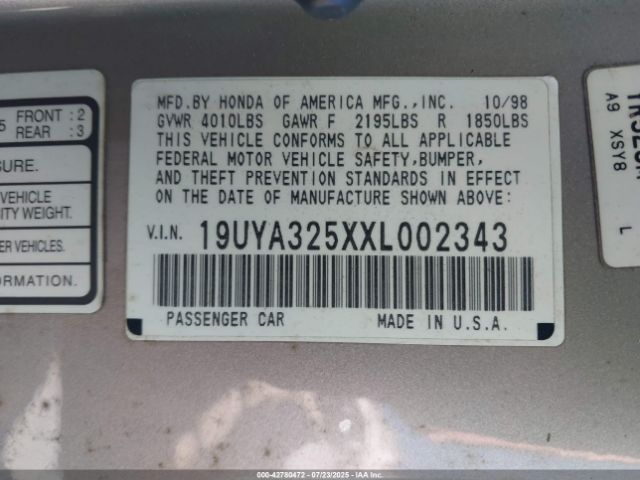 5 FRONT : 2
REAR : 3
SURE.
VEHICLE
ITY WEIGHT.
ER VEHICLES.
INFORMATION.
MFD.BY HONDA OF AMERICA MFG.,INC. 10/98
GVWR 4010LBS GAWR F 2195LBS R 1850LBS
THIS VEHICLE CONFORMS TO ALL APPLICABLE
FEDERAL MOTOR VEHICLE SAFETY,BUMPER,
AND THEFT PREVENTION STANDARDS IN EFFECT
ON THE DATE OF MANUFACTURE SHOWN ABOVE:
V.I.N. 19UYA325XXL002343
PASSENGER CAR MADE IN U.S.A.
A9 XSY8 L
000-42780472 - 07/23/2025 - IAAI.CA